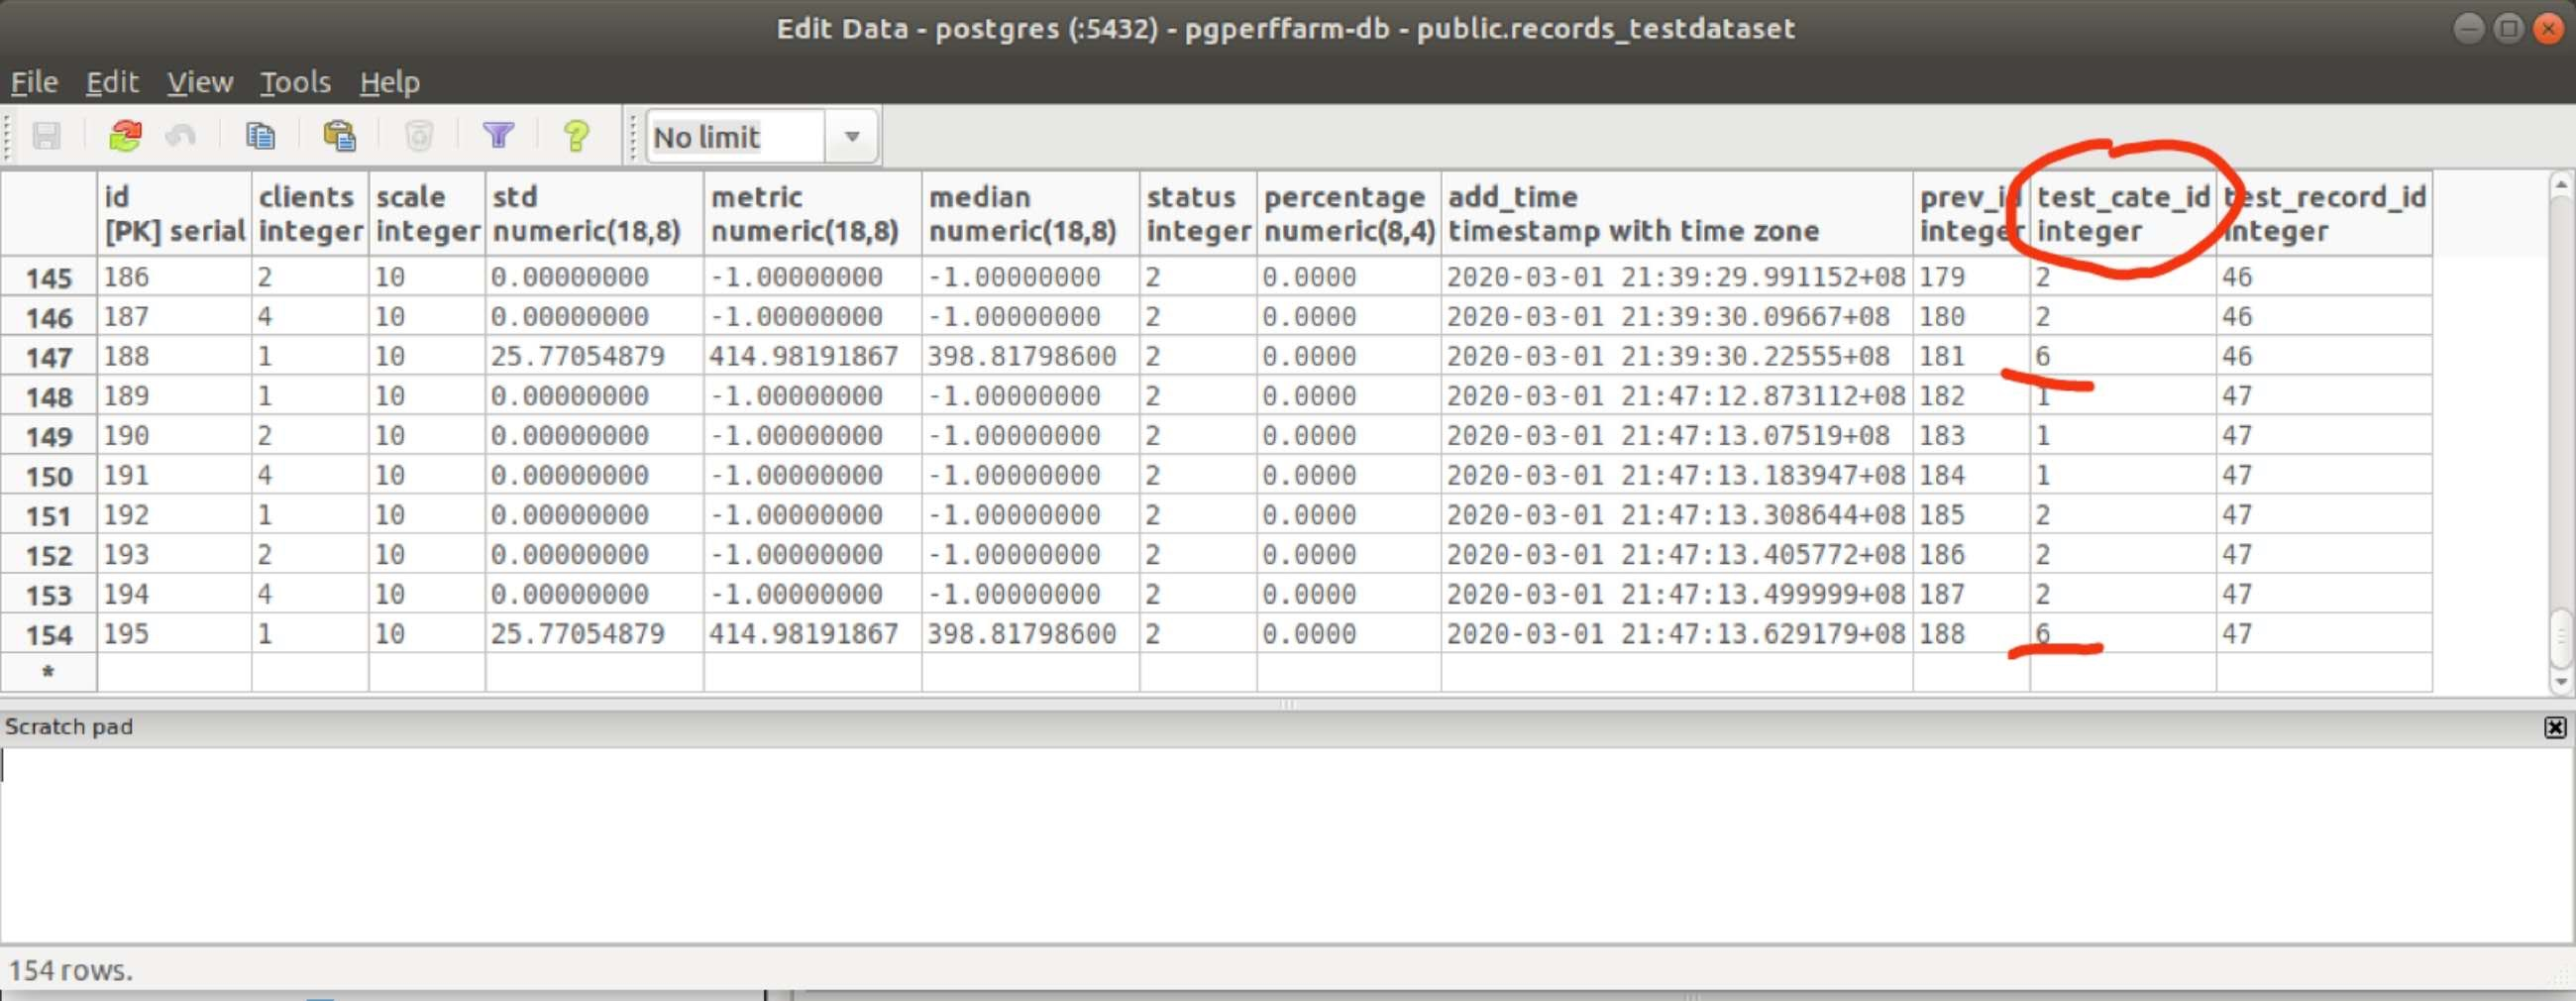 Edit Data - postgres (:5432) - pgperffarm-db - public.records_testdataset
File Edit View Tools Help
No limit
id clients scale std metric median status percentage add_time prev_id test_cate_id test_record_id
[PK] serial integer integer numeric(18,8) numeric(18,8) numeric(18,8) integer numeric(8,4) timestamp with time zone integer integer integer
145 186 2 10 0.00000000 -1.00000000 -1.00000000 2 0.0000 2020-03-01 21:39:29.991152+08 179 2 46
146 187 4 10 0.00000000 -1.00000000 -1.00000000 2 0.0000 2020-03-01 21:39:30.09667+08 180 2 46
147 188 1 10 25.77054879 414.98191867 398.81798600 2 0.0000 2020-03-01 21:39:30.22555+08 181 6 46
148 189 1 10 0.00000000 -1.00000000 -1.00000000 2 0.0000 2020-03-01 21:47:12.873112+08 182 1 47
149 190 2 10 0.00000000 -1.00000000 -1.00000000 2 0.0000 2020-03-01 21:47:13.07519+08 183 1 47
150 191 4 10 0.00000000 -1.00000000 -1.00000000 2 0.0000 2020-03-01 21:47:13.183947+08 184 1 47
151 192 1 10 0.00000000 -1.00000000 -1.00000000 2 0.0000 2020-03-01 21:47:13.308644+08 185 2 47
152 193 2 10 0.00000000 -1.00000000 -1.00000000 2 0.0000 2020-03-01 21:47:13.405772+08 186 2 47
153 194 4 10 0.00000000 -1.00000000 -1.00000000 2 0.0000 2020-03-01 21:47:13.499999+08 187 2 47
154 195 1 10 25.77054879 414.98191867 398.81798600 2 0.0000 2020-03-01 21:47:13.629179+08 188 6 47
*
Scratch pad
154 rows.